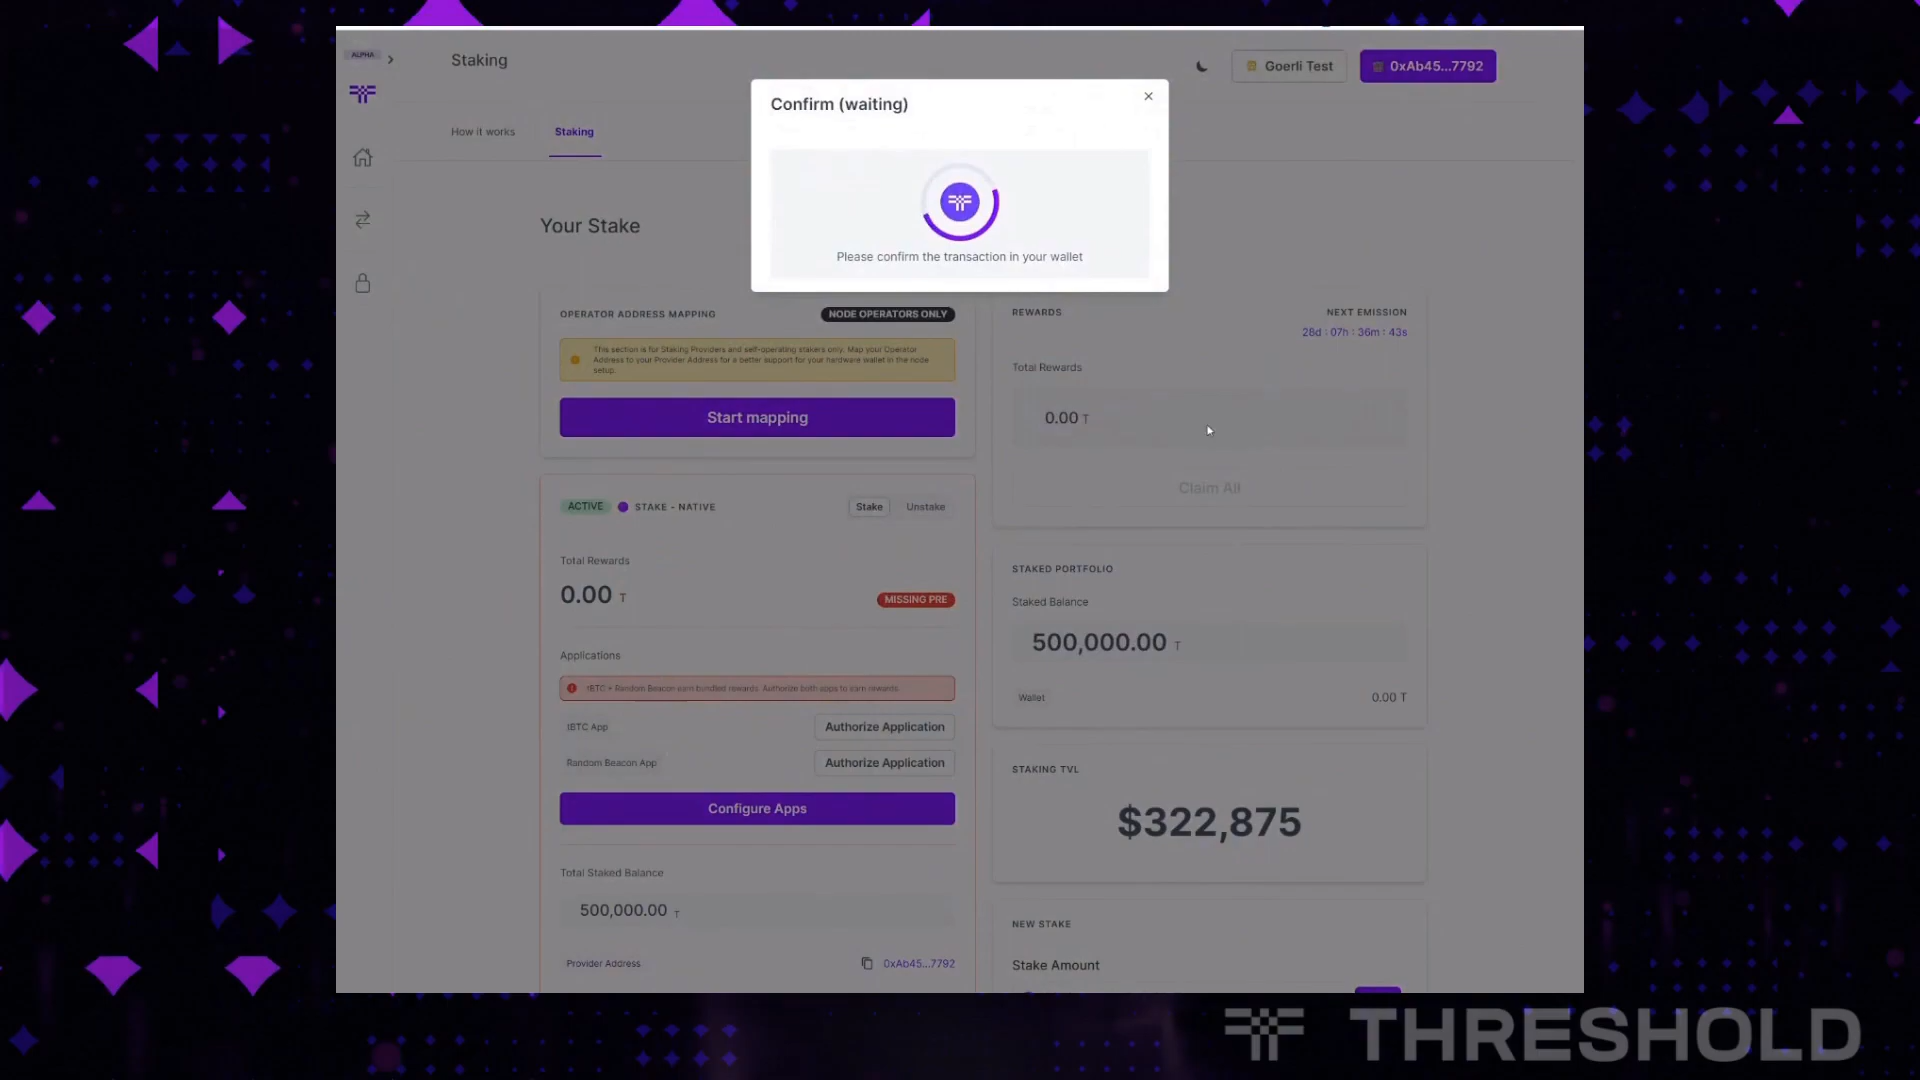 ALPHA
Staking
Goerli Test
0xAb45...7792
Confirm (waiting)
Please confirm the transaction in your wallet
How it works
Staking
Your Stake
OPERATOR ADDRESS MAPPING
NODE OPERATORS ONLY
This section is for Staking Providers and self-operating stakers only. Map your Operator
Address to your Provider Address for a better support for your hardware wallet in the node
setup.
Start mapping
ACTIVE
STAKE - NATIVE
Stake
Unstake
Total Rewards
0.00 T
MISSING PRE
Applications
tBTC + Random Beacon earn bundled rewards. Authorize both apps to earn rewards.
tBTC App
Authorize Application
Random Beacon App
Authorize Application
Configure Apps
Total Staked Balance
500,000.00 T
Provider Address
0xAb45...7792
REWARDS
NEXT EMISSION
28d : 07h : 36m : 43s
Total Rewards
0.00 T
Claim All
STAKED PORTFOLIO
Staked Balance
500,000.00 T
Wallet
0.00 T
STAKING TVL
$322,875
NEW STAKE
Stake Amount
THRESHOLD